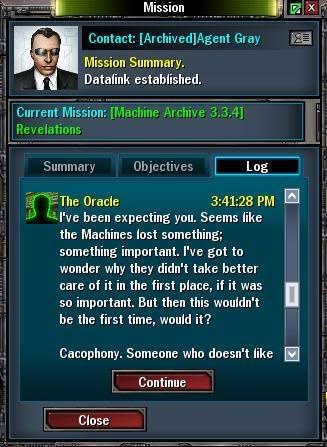 Mission
Contact: [Archived]Agent Gray
Mission Summary.
Datalink established.
Current Mission: [Machine Archive 3.3.4]
Revelations
Summary Objectives Log
The Oracle 3:41:28 PM
I've been expecting you. Seems like
the Machines lost something;
something important. I've got to
wonder why they didn't take better
care of it in the first place, if it was
so important. But then this wouldn't
be the first time, would it?
Cacophony. Someone who doesn't like
Continue
Close